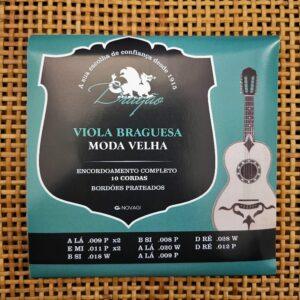 A sua escolha de confiança desde 1915
Dragão
VIOLA BRAGUESA
MODA VELHA
ENCORDOAMENTO COMPLETO
10 CORDAS
BORDÕES PRATEADOS
G-NOVAGI
A LÁ .009 P x2
E MI .011 P x2
B SI .018 W
B SI .008 P
A LÁ .020 W
A LÁ .009 P
D RÉ .028 W
D RÉ .012 P